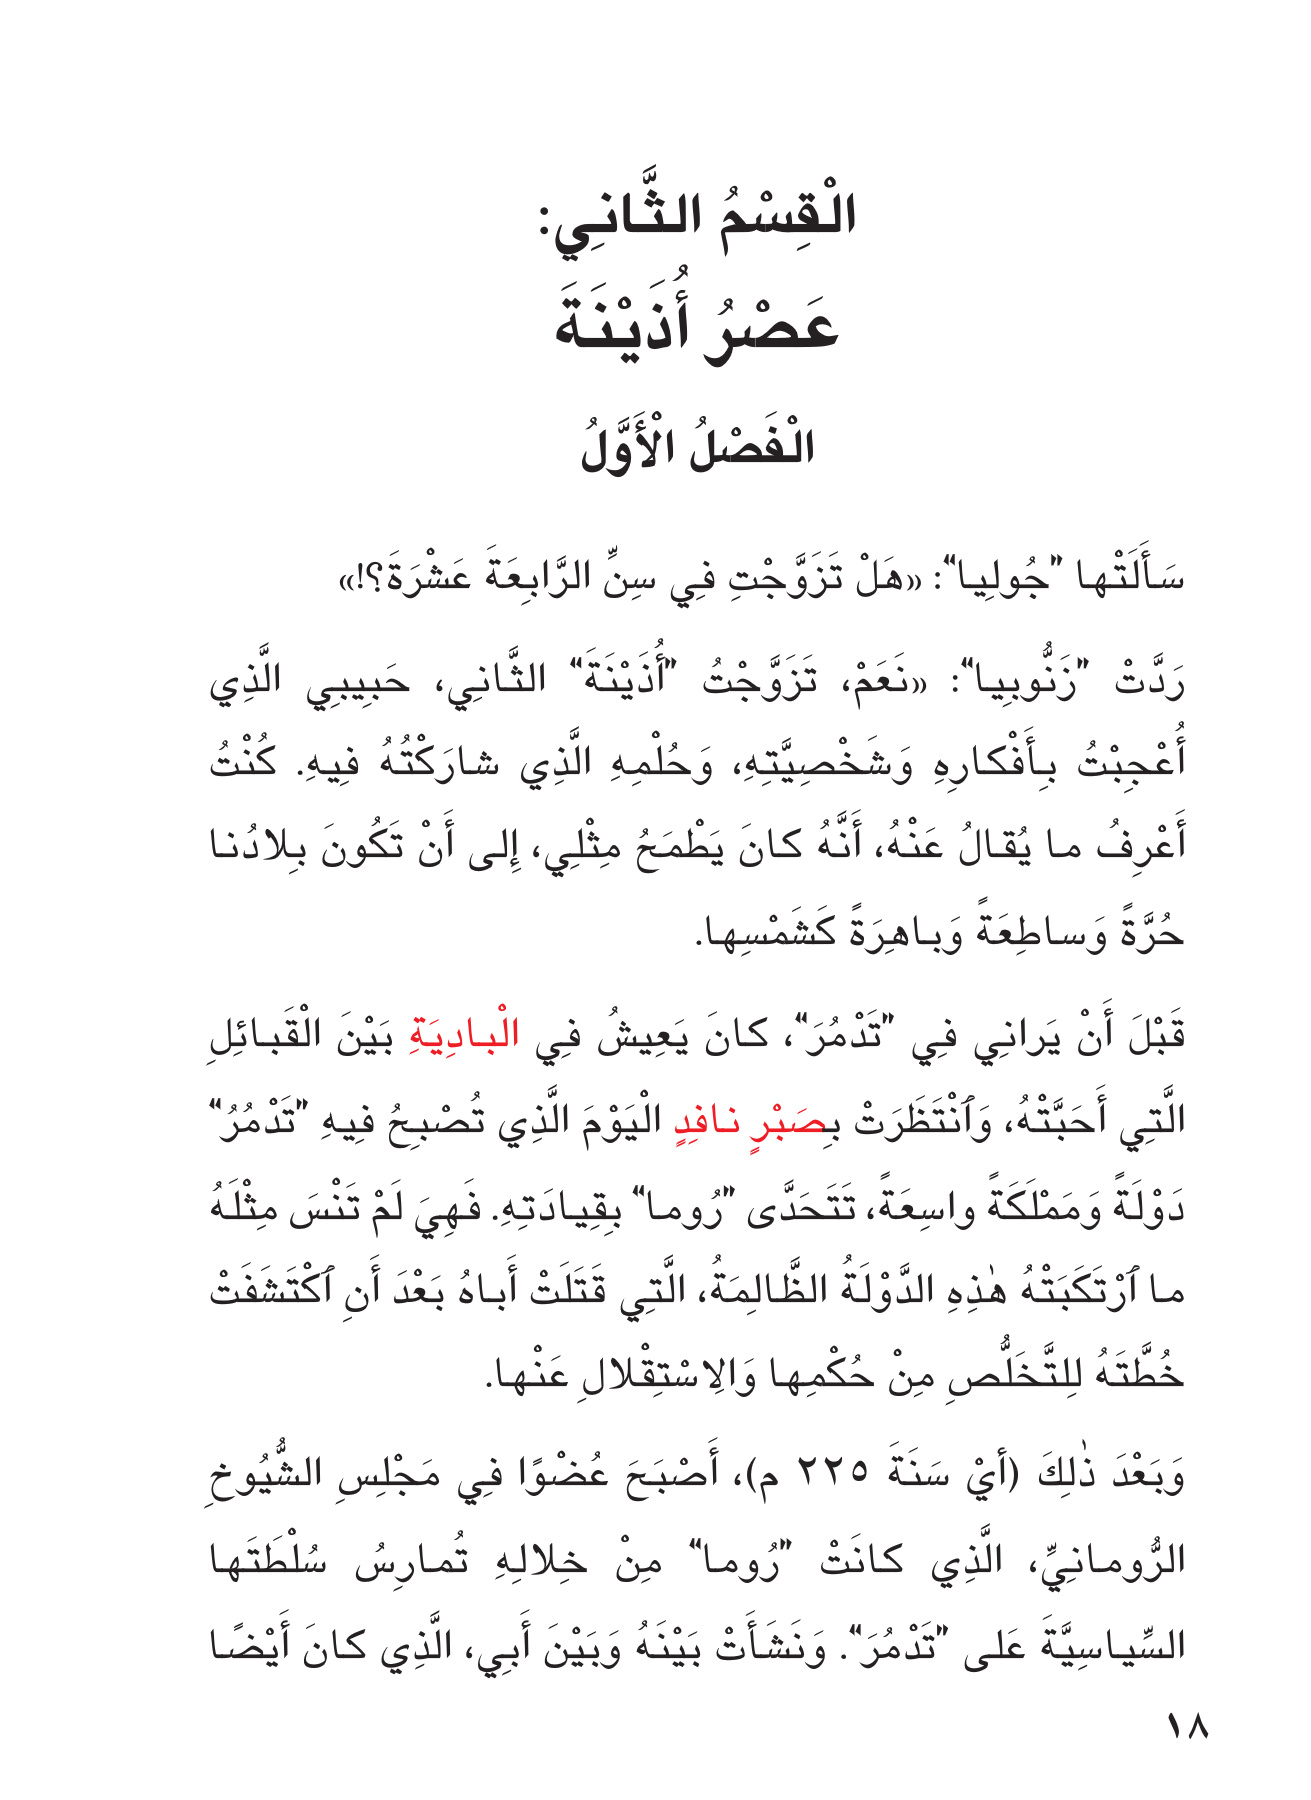 الْقِسْمُ الثَّانِي:
عَصْرُ أُذَيْنَةَ
الْفَصْلُ الْأَوَّلُ
سَأَلَتْها "جُولِيا": «هَلْ تَزَوَّجْتِ فِي سِنِّ الرَّابِعَةَ عَشْرَةَ؟!»
رَدَّتْ "زَنُّوبِيا": «نَعَمْ، تَزَوَّجْتُ "أُذَيْنَةَ" الثَّانِي، حَبِيبِي الَّذِي
أُعْجِبْتُ بِأَفْكارِهِ وَشَخْصِيَّتِهِ، وَحُلْمِهِ الَّذِي شارَكْتُهُ فِيهِ. كُنْتُ
أَعْرِفُ ما يُقالُ عَنْهُ، أَنَّهُ كانَ يَطْمَحُ مِثْلِي، إِلى أَنْ تَكُونَ بِلادُنا
حُرَّةً وَساطِعَةً وَباهِرَةً كَشَمْسِها.
قَبْلَ أَنْ يَرانِي فِي "تَدْمُرَ"، كانَ يَعِيشُ فِي الْبادِيَةِ بَيْنَ الْقَبائِلِ
الَّتِي أَحَبَّتْهُ، وَٱنْتَظَرَتْ بِصَبْرٍ نافِدٍ الْيَوْمَ الَّذِي تُصْبِحُ فِيهِ "تَدْمُرُ"
دَوْلَةً وَمَمْلَكَةً واسِعَةً، تَتَحَدَّى "رُوما" بِقِيادَتِهِ. فَهِيَ لَمْ تَنْسَ مِثْلَهُ
ما ٱرْتَكَبَتْهُ هٰذِهِ الدَّوْلَةُ الظَّالِمَةُ، الَّتِي قَتَلَتْ أَباهُ بَعْدَ أَنِ ٱكْتَشَفَتْ
خُطَّتَهُ لِلتَّخَلُّصِ مِنْ حُكْمِها وَالِاسْتِقْلالِ عَنْها.
وَبَعْدَ ذٰلِكَ (أَيْ سَنَةَ ٢٢٥ م)، أَصْبَحَ عُضْوًا فِي مَجْلِسِ الشُّيُوخِ
الرُّومانِيِّ، الَّذِي كانَتْ "رُوما" مِنْ خِلالِهِ تُمارِسُ سُلْطَتَها
السِّياسِيَّةَ عَلى "تَدْمُرَ". وَنَشَأَتْ بَيْنَهُ وَبَيْنَ أَبِي، الَّذِي كانَ أَيْضًا
١٨